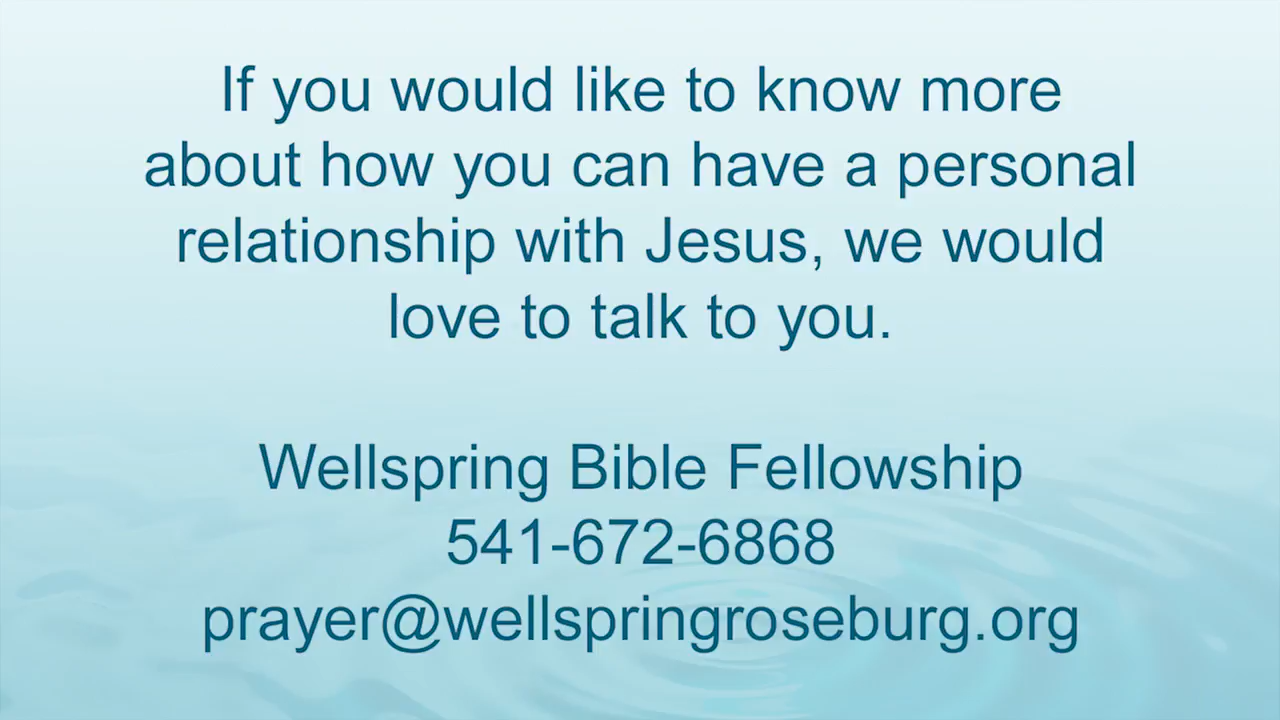 If you would like to know more
about how you can have a personal
relationship with Jesus, we would
love to talk to you.
Wellspring Bible Fellowship
541-672-6868
prayer@wellspringroseburg.org